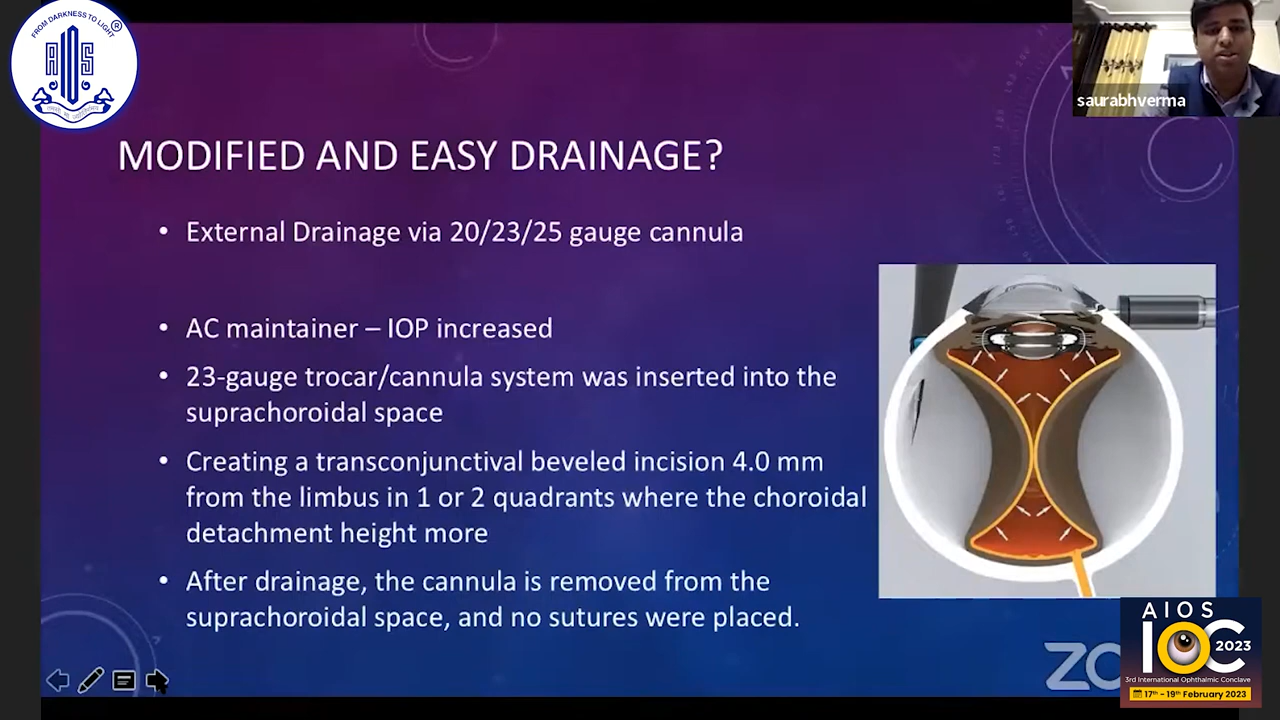 FROM DARKNESS TO LIGHT
®
AIOS
saurabhverma
MODIFIED AND EASY DRAINAGE?
• External Drainage via 20/23/25 gauge cannula
• AC maintainer – IOP increased
• 23-gauge trocar/cannula system was inserted into the
suprachoroidal space
• Creating a transconjunctival beveled incision 4.0 mm
from the limbus in 1 or 2 quadrants where the choroidal
detachment height more
• After drainage, the cannula is removed from the
suprachoroidal space, and no sutures were placed.
ZO
AIOS
IOC 2023
3rd International Ophthalmic Conclave
17th - 19th February 2023